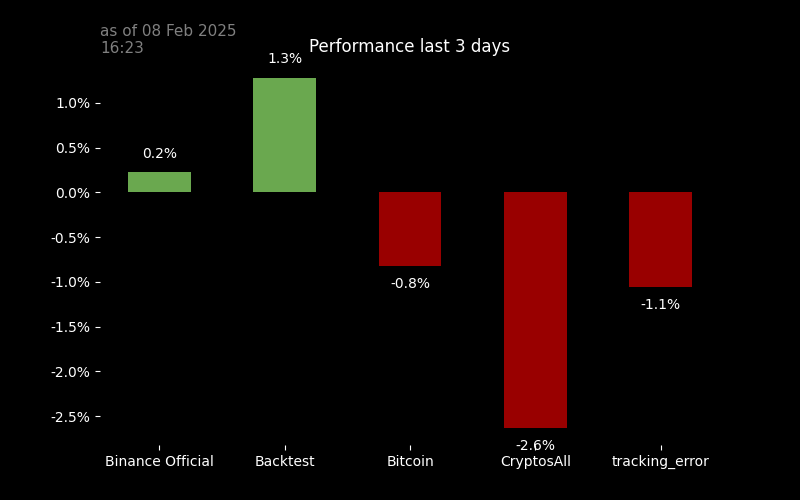 as of 08 Feb 2025
16:23
Performance last 3 days
1.3%
1.0%
0.5%
0.2%
0.0%
-0.5%
-0.8%
-1.0%
-1.1%
-1.5%
-2.0%
-2.5%
-2.6%
Binance Official
Backtest
Bitcoin
CryptosAll
tracking_error